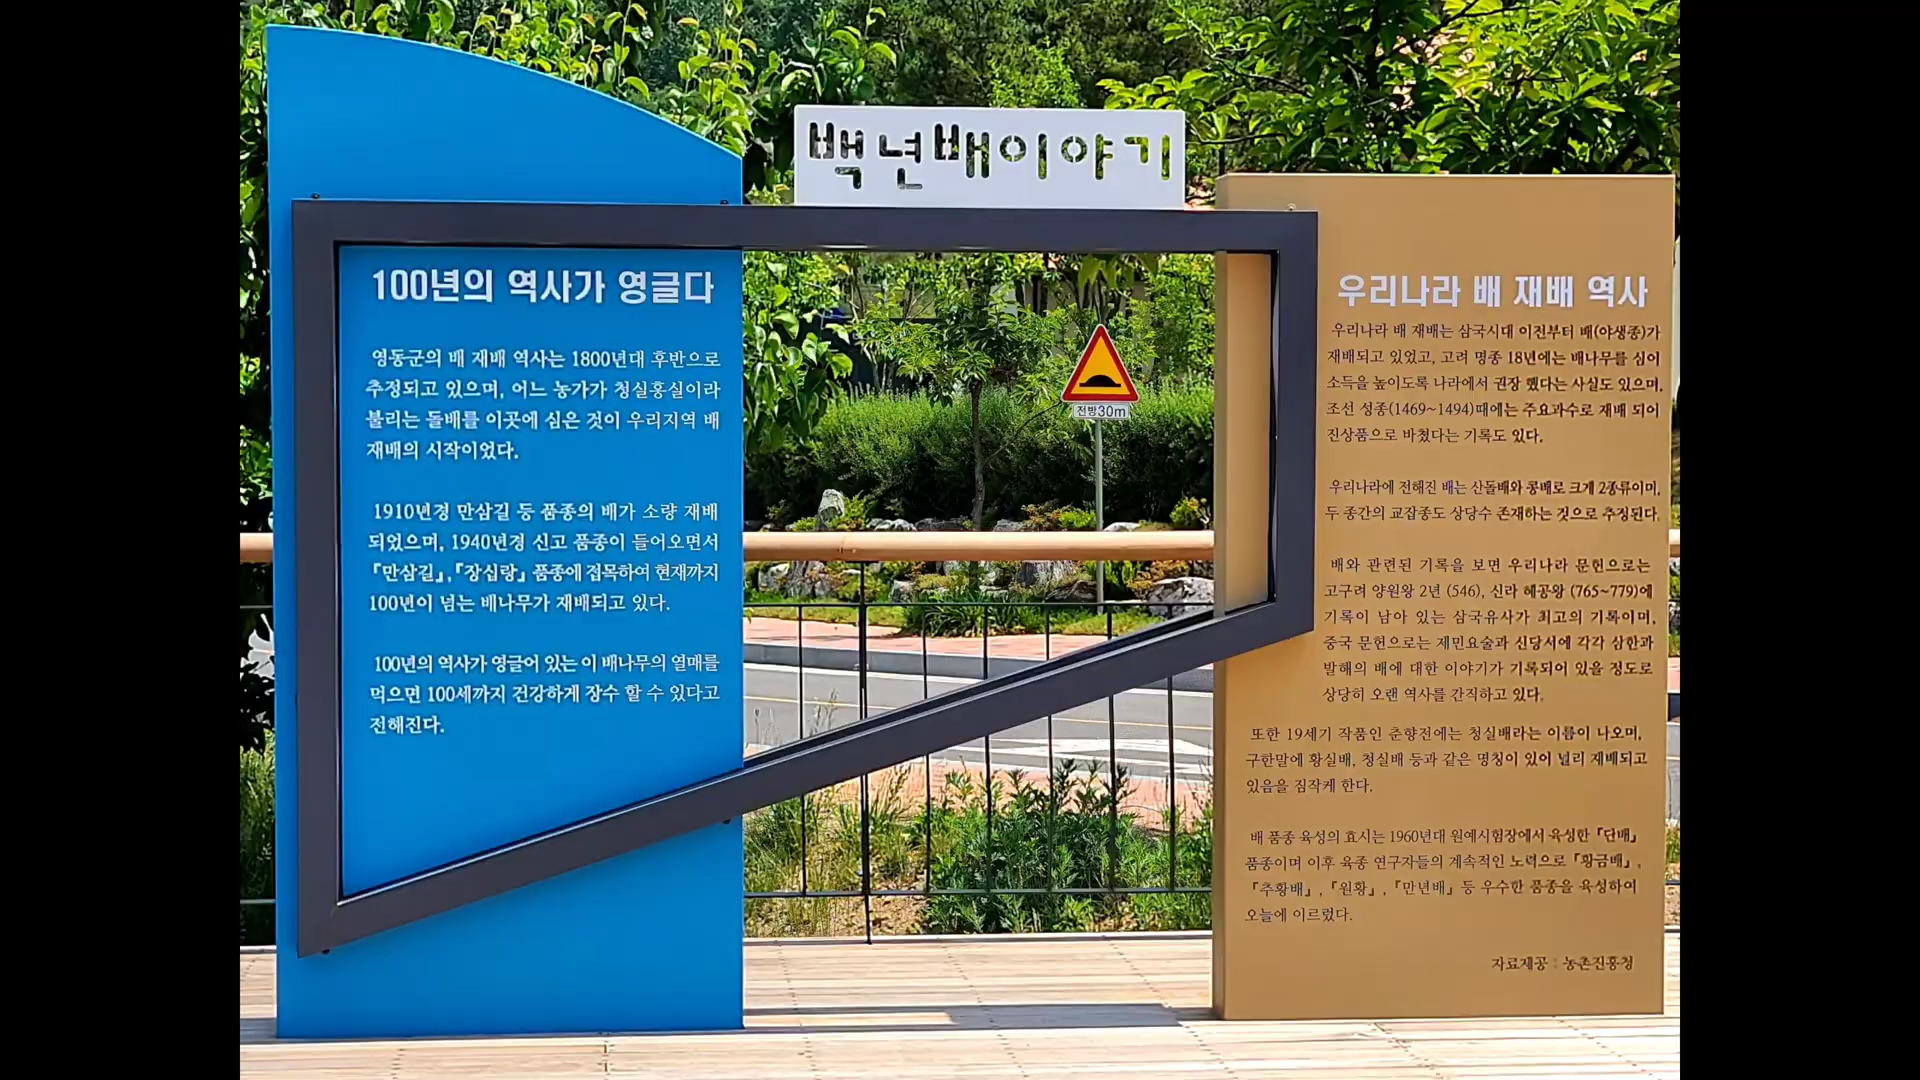 백년배이야기
100년의 역사가 영글다
영동군의 배 재배 역사는 1800년대 후반으로
추정되고 있으며, 어느 농가가 청실홍실이라
불리는 돌배를 이곳에 심은 것이 우리지역 배
재배의 시작이었다.
1910년경 만삼길 등 품종의 배가 소량 재배
되었으며, 1940년경 신고 품종이 들어오면서
『만삼길』,『장십랑』 품종에 접목하여 현재까지
100년이 넘는 배나무가 재배되고 있다.
100년의 역사가 영글어 있는 이 배나무의 열매를
먹으면 100세까지 건강하게 장수 할 수 있다고
전해진다.
전방30m
우리나라 배 재배 역사
우리나라 배 재배는 삼국시대 이전부터 배(야생종)가
재배되고 있었고, 고려 명종 18년에는 배나무를 심어
소득을 높이도록 나라에서 권장 했다는 사실도 있으며,
조선 성종(1469~1494)때에는 주요과수로 재배 되어
진상품으로 바쳤다는 기록도 있다.
우리나라에 전해진 배는 산돌배와 콩배로 크게 2종류이며,
두 종간의 교잡종도 상당수 존재하는 것으로 추정된다.
배와 관련된 기록을 보면 우리나라 문헌으로는
고구려 양원왕 2년 (546), 신라 혜공왕 (765~779)에
기록이 남아 있는 삼국유사가 최고의 기록이며,
중국 문헌으로는 제민요술과 신당서에 각각 삼한과
발해의 배에 대한 이야기가 기록되어 있을 정도로
상당히 오랜 역사를 간직하고 있다.
또한 19세기 작품인 춘향전에는 청실배라는 이름이 나오며,
구한말에 황실배, 청실배 등과 같은 명칭이 있어 널리 재배되고
있음을 짐작케 한다.
배 품종 육성의 효시는 1960년대 원예시험장에서 육성한 『단배』
품종이며 이후 육종 연구자들의 계속적인 노력으로 『황금배』,
『추황배』, 『원황』, 『만년배』 등 우수한 품종을 육성하여
오늘에 이르렀다.
자료제공 : 농촌진흥청